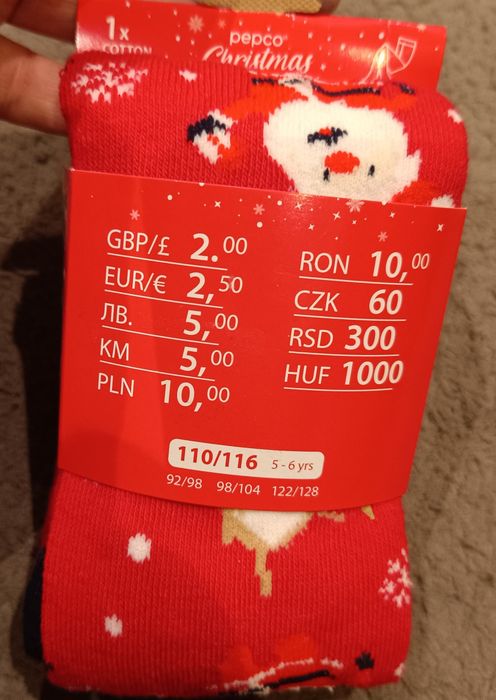 1x
COTTON
pepco
Christmas
GBP/£ 2.00
EUR/€ 2,50
ЛВ. 5,00
KM 5,00
PLN 10,00
RON 10,00
CZK 60
RSD 300
HUF 1000
110/116 5 - 6 yrs
92/98 98/104 122/128